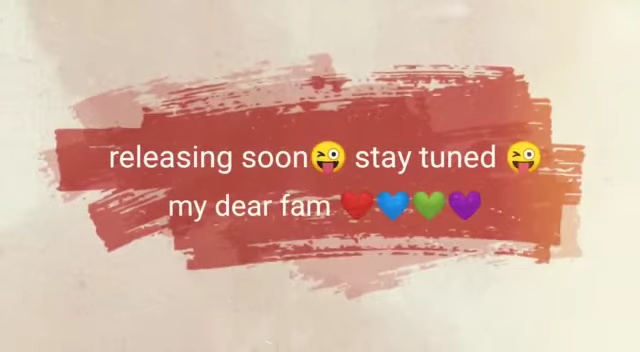 releasing soon😜 stay tuned 😜
my dear fam ❤️💙💚💜